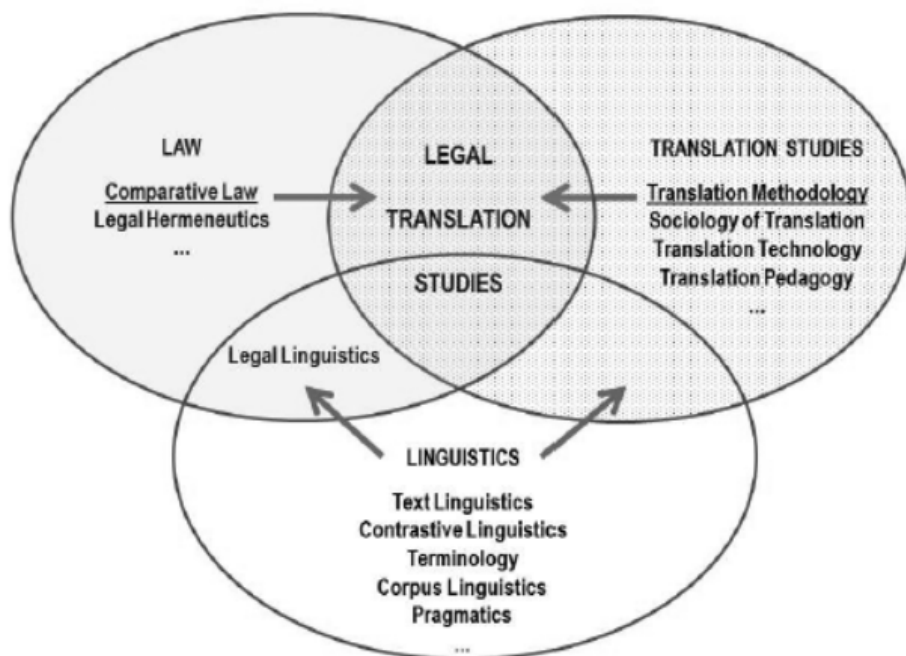 LAW
Comparative Law
Legal Hermeneutics
...
LEGAL
TRANSLATION
STUDIES
TRANSLATION STUDIES
Translation Methodology
Sociology of Translation
Translation Technology
Translation Pedagogy
...
Legal Linguistics
LINGUISTICS
Text Linguistics
Contrastive Linguistics
Terminology
Corpus Linguistics
Pragmatics
...